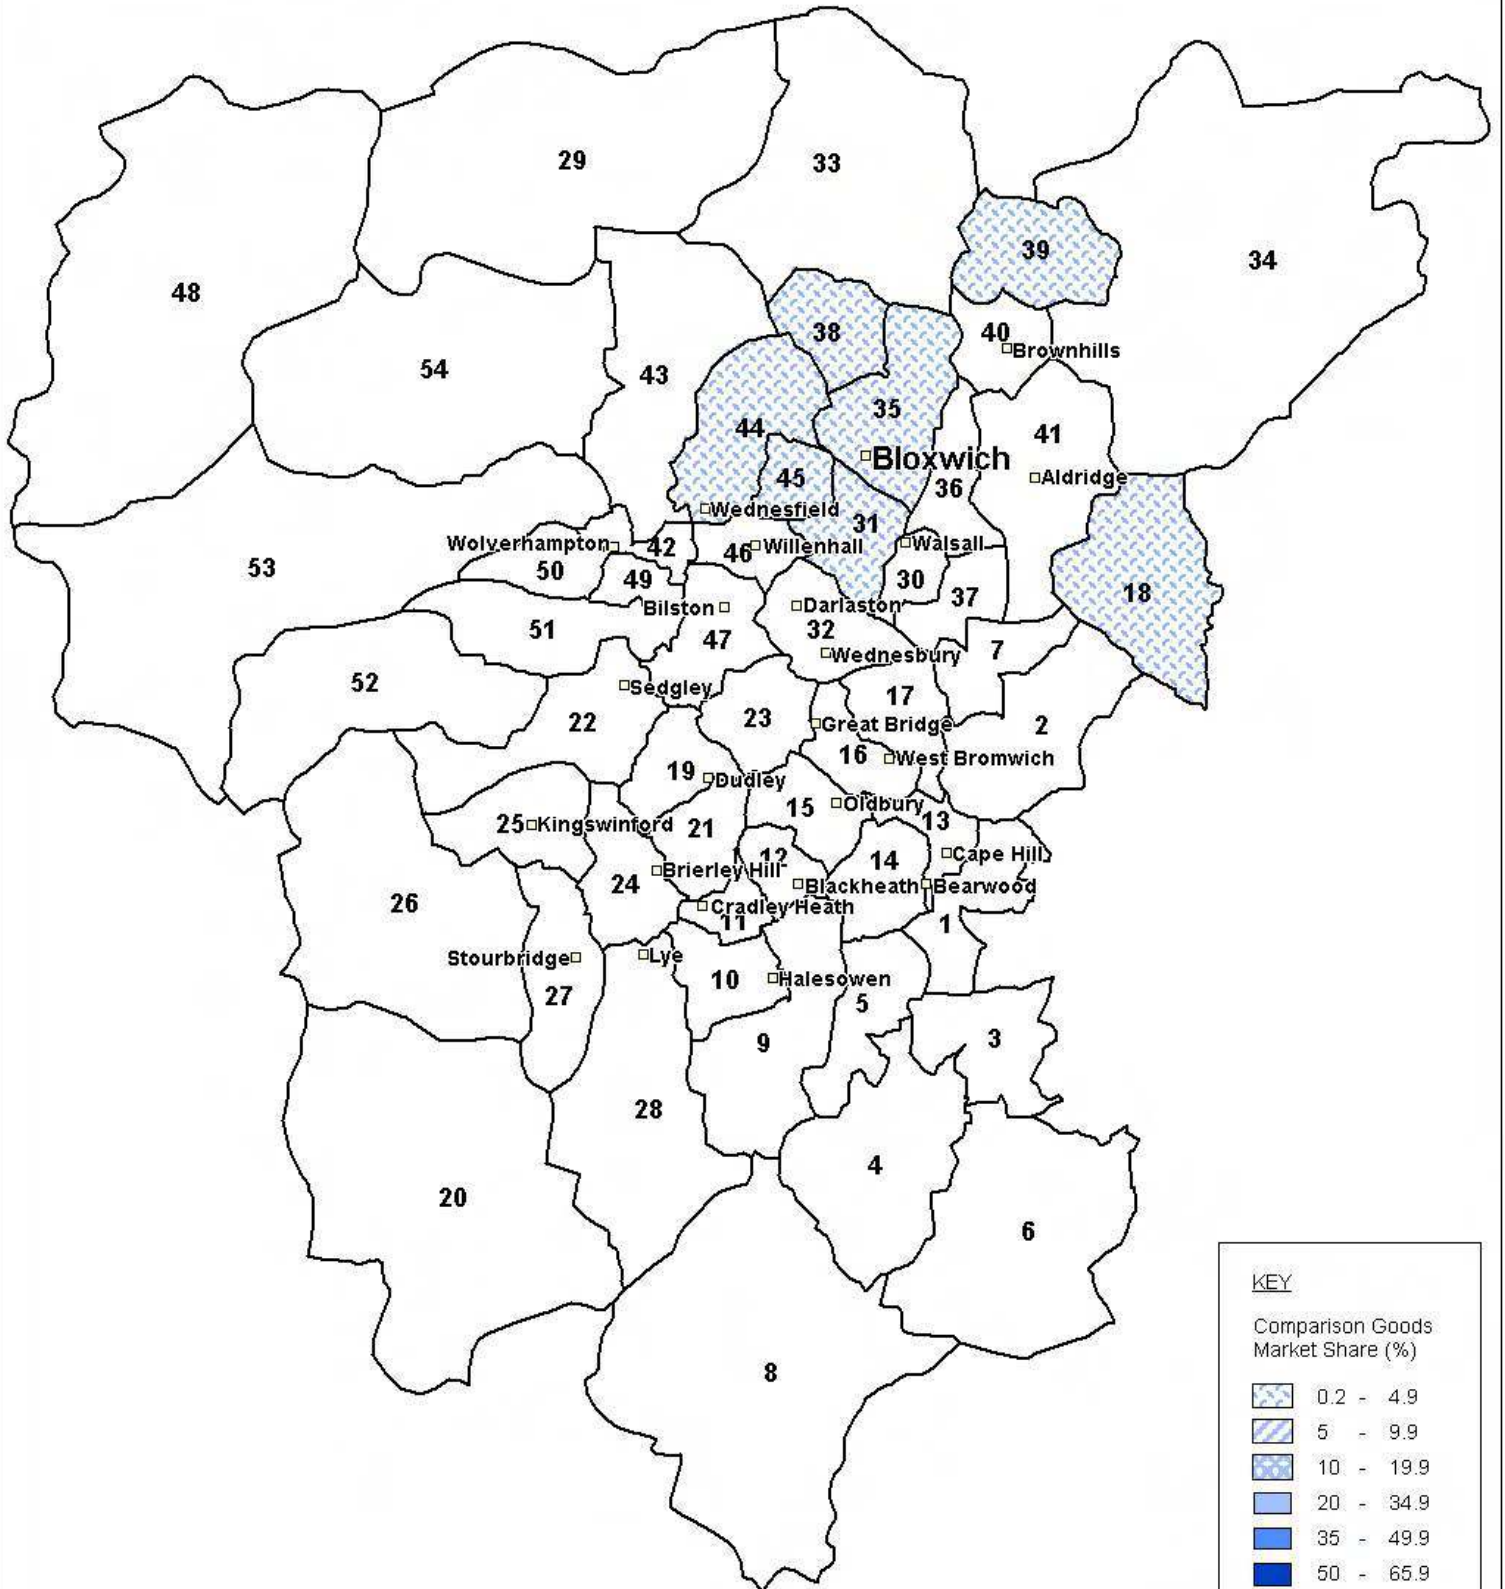 29
33
39
34
48
38
40
Brownhills
54
43
35
44
41
Bloxwich
45
Aldridge
36
Wednesfield
31
Wolverhampton
42
46
Willenhall
Walsall
53
50
49
30
37
18
Bilston
Darlaston
51
32
47
7
Wednesbury
52
Sedgley
17
22
23
Great Bridge
2
16
West Bromwich
19
Dudley
15
Oldbury
25
Kingswinford
21
13
12
14
Cape Hill
Brierley Hill
24
Blackheath
Bearwood
26
Cradley Heath
11
1
Stourbridge
Lye
10
Halesowen
27
5
9
3
28
4
20
6
8
KEY
Comparison Goods
Market Share (%)
0.2 - 4.9
5 - 9.9
10 - 19.9
20 - 34.9
35 - 49.9
50 - 65.9